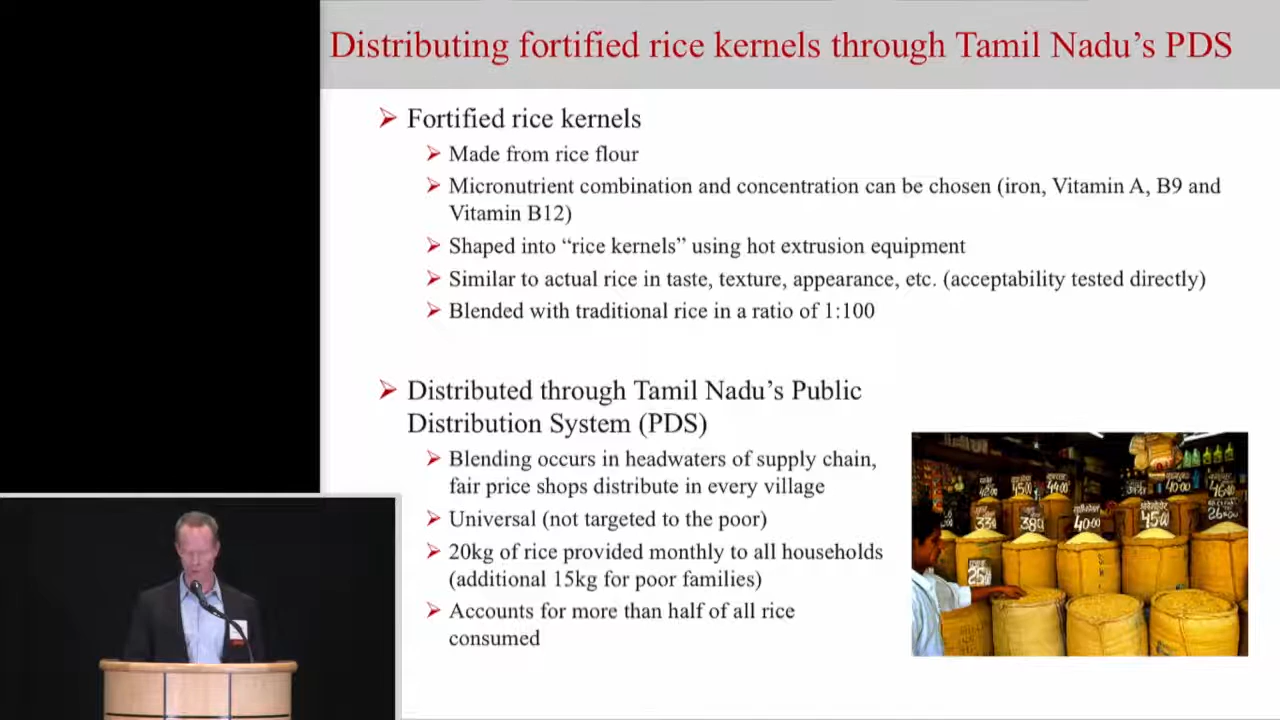 Distributing fortified rice kernels through Tamil Nadu’s PDS
Fortified rice kernels
Made from rice flour
Micronutrient combination and concentration can be chosen (iron, Vitamin A, B9 and
Vitamin B12)
Shaped into “rice kernels” using hot extrusion equipment
Similar to actual rice in taste, texture, appearance, etc. (acceptability tested directly)
Blended with traditional rice in a ratio of 1:100
Distributed through Tamil Nadu’s Public
Distribution System (PDS)
Blending occurs in headwaters of supply chain,
fair price shops distribute in every village
Universal (not targeted to the poor)
20kg of rice provided monthly to all households
(additional 15kg for poor families)
Accounts for more than half of all rice
consumed